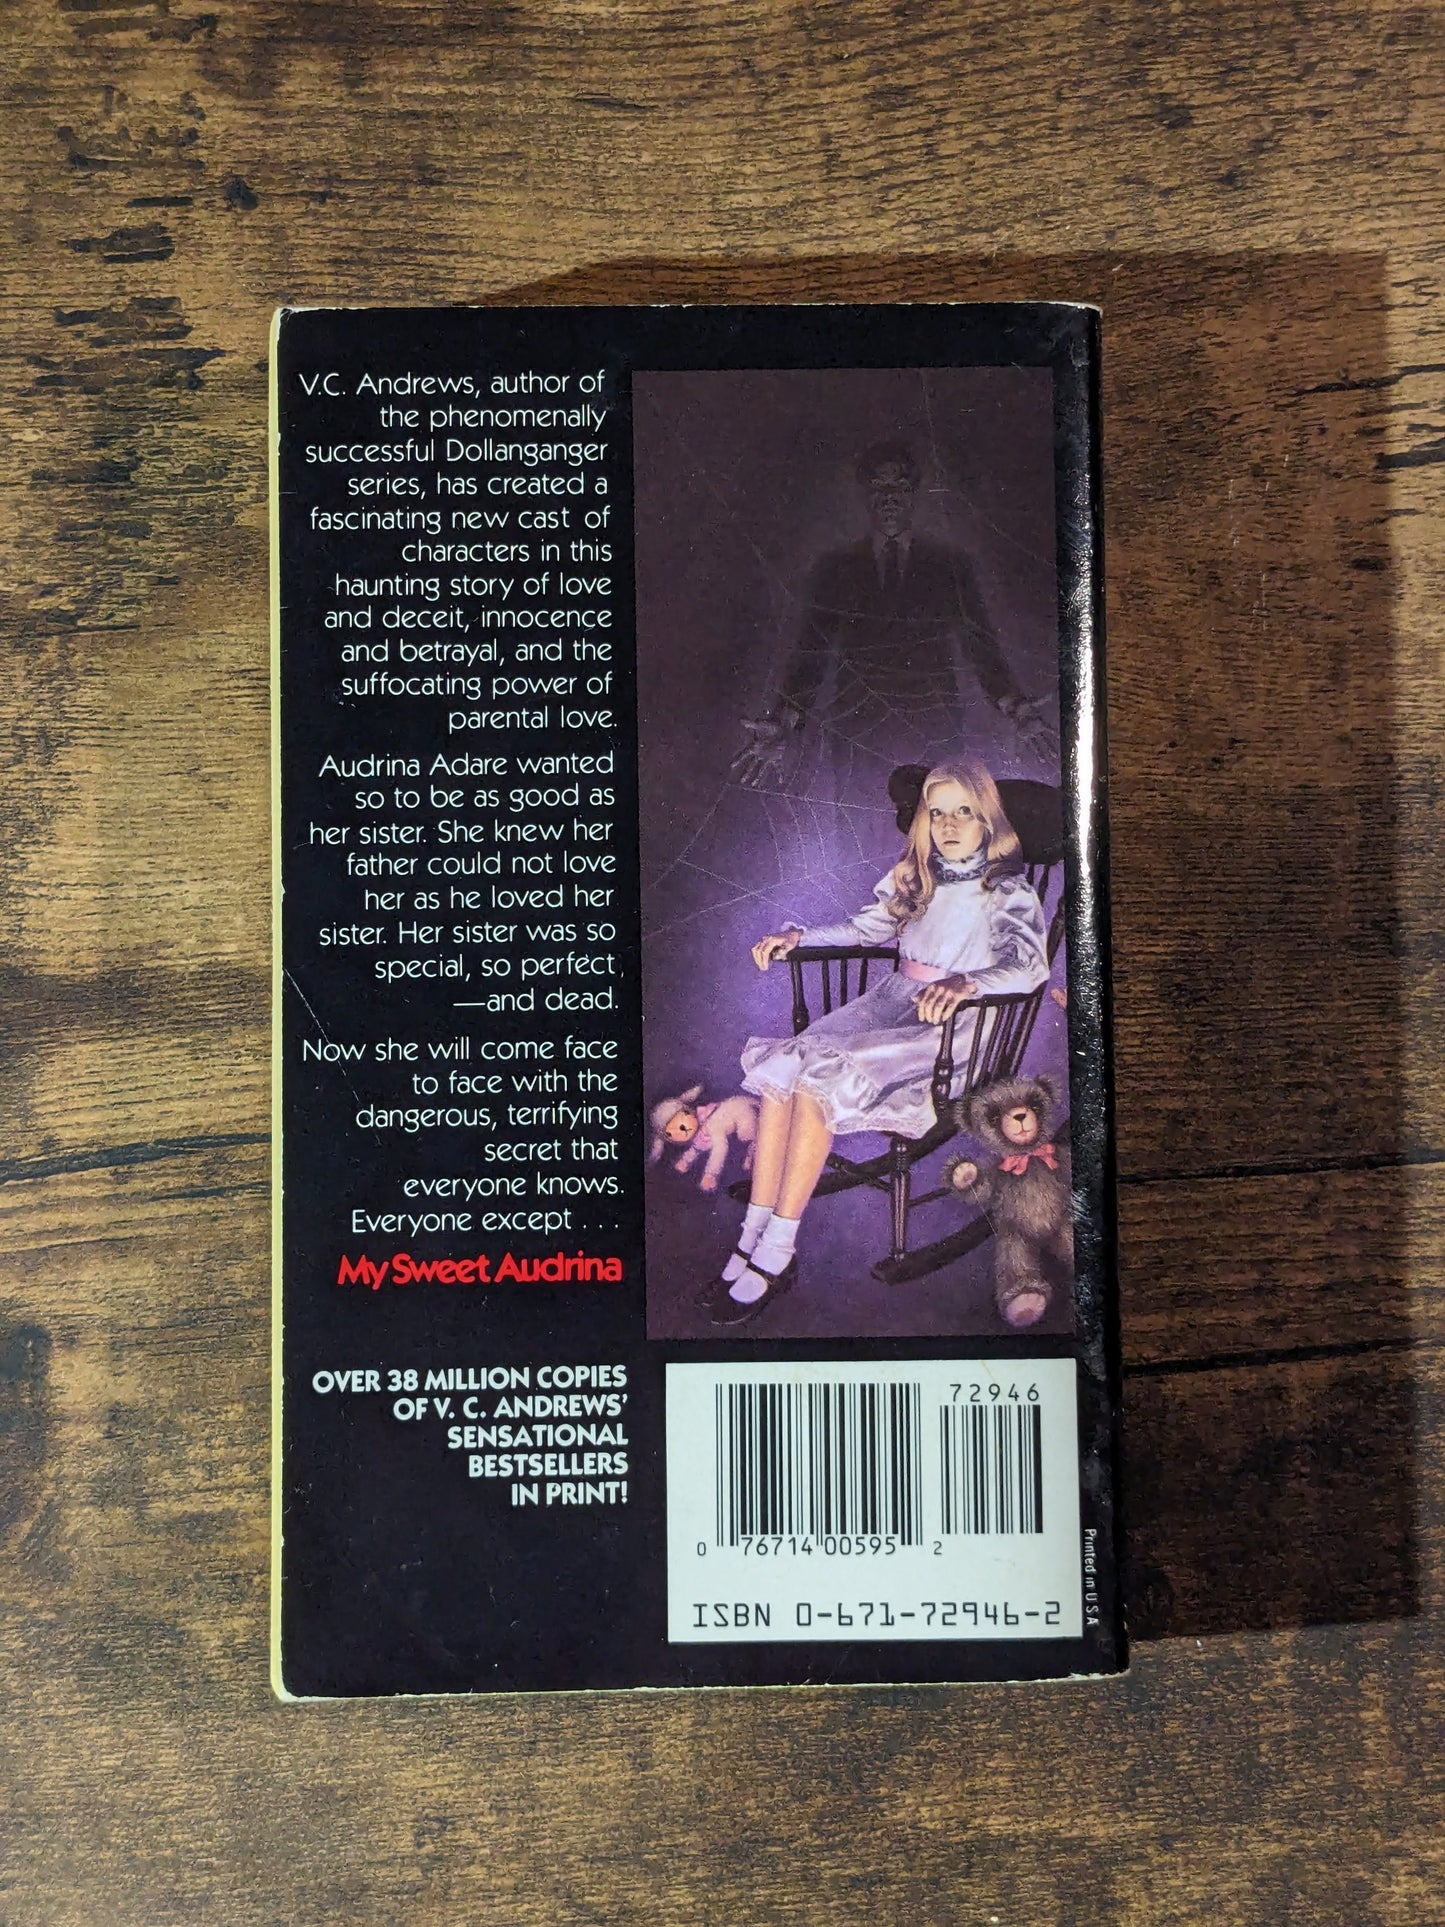 V.C. Andrews, author of
the phenomenally
successful Dollanganger
series, has created a
fascinating new cast of
characters in this
haunting story of love
and deceit, innocence
and betrayal, and the
suffocating power of
parental love.
Audrina Adare wanted
so to be as good as
her sister. She knew her
father could not love
her as he loved her
sister. Her sister was so
special, so perfect
—and dead.
Now she will come face
to face with the
dangerous, terrifying
secret that
everyone knows.
Everyone except . . .
My Sweet Audrina
OVER 38 MILLION COPIES
OF V. C. ANDREWS'
SENSATIONAL
BESTSELLERS
IN PRINT!
72946
0 76714 00595 2
ISBN 0-671-72946-2
Printed in USA